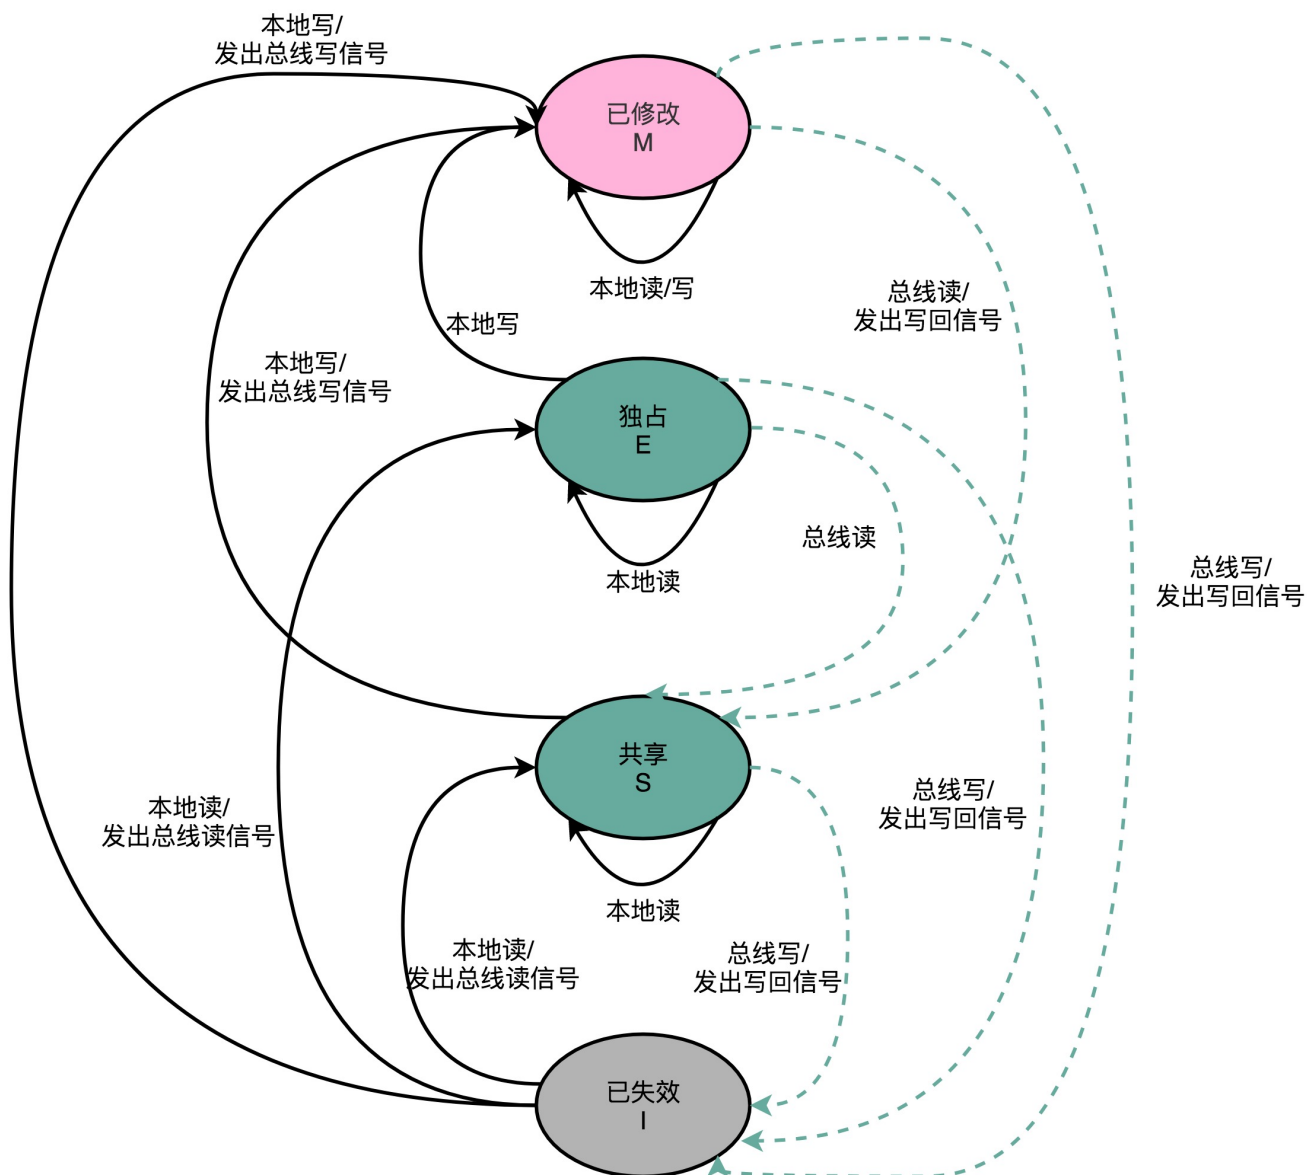 本地写/
发出总线写信号
已修改
M
本地读/写
总线读/
发出写回信号
本地写
本地写/
发出总线写信号
独占
E
总线读
本地读
总线写/
发出写回信号
共享
S
总线写/
发出写回信号
本地读/
发出总线读信号
本地读
本地读/
发出总线读信号
总线写/
发出写回信号
已失效
I